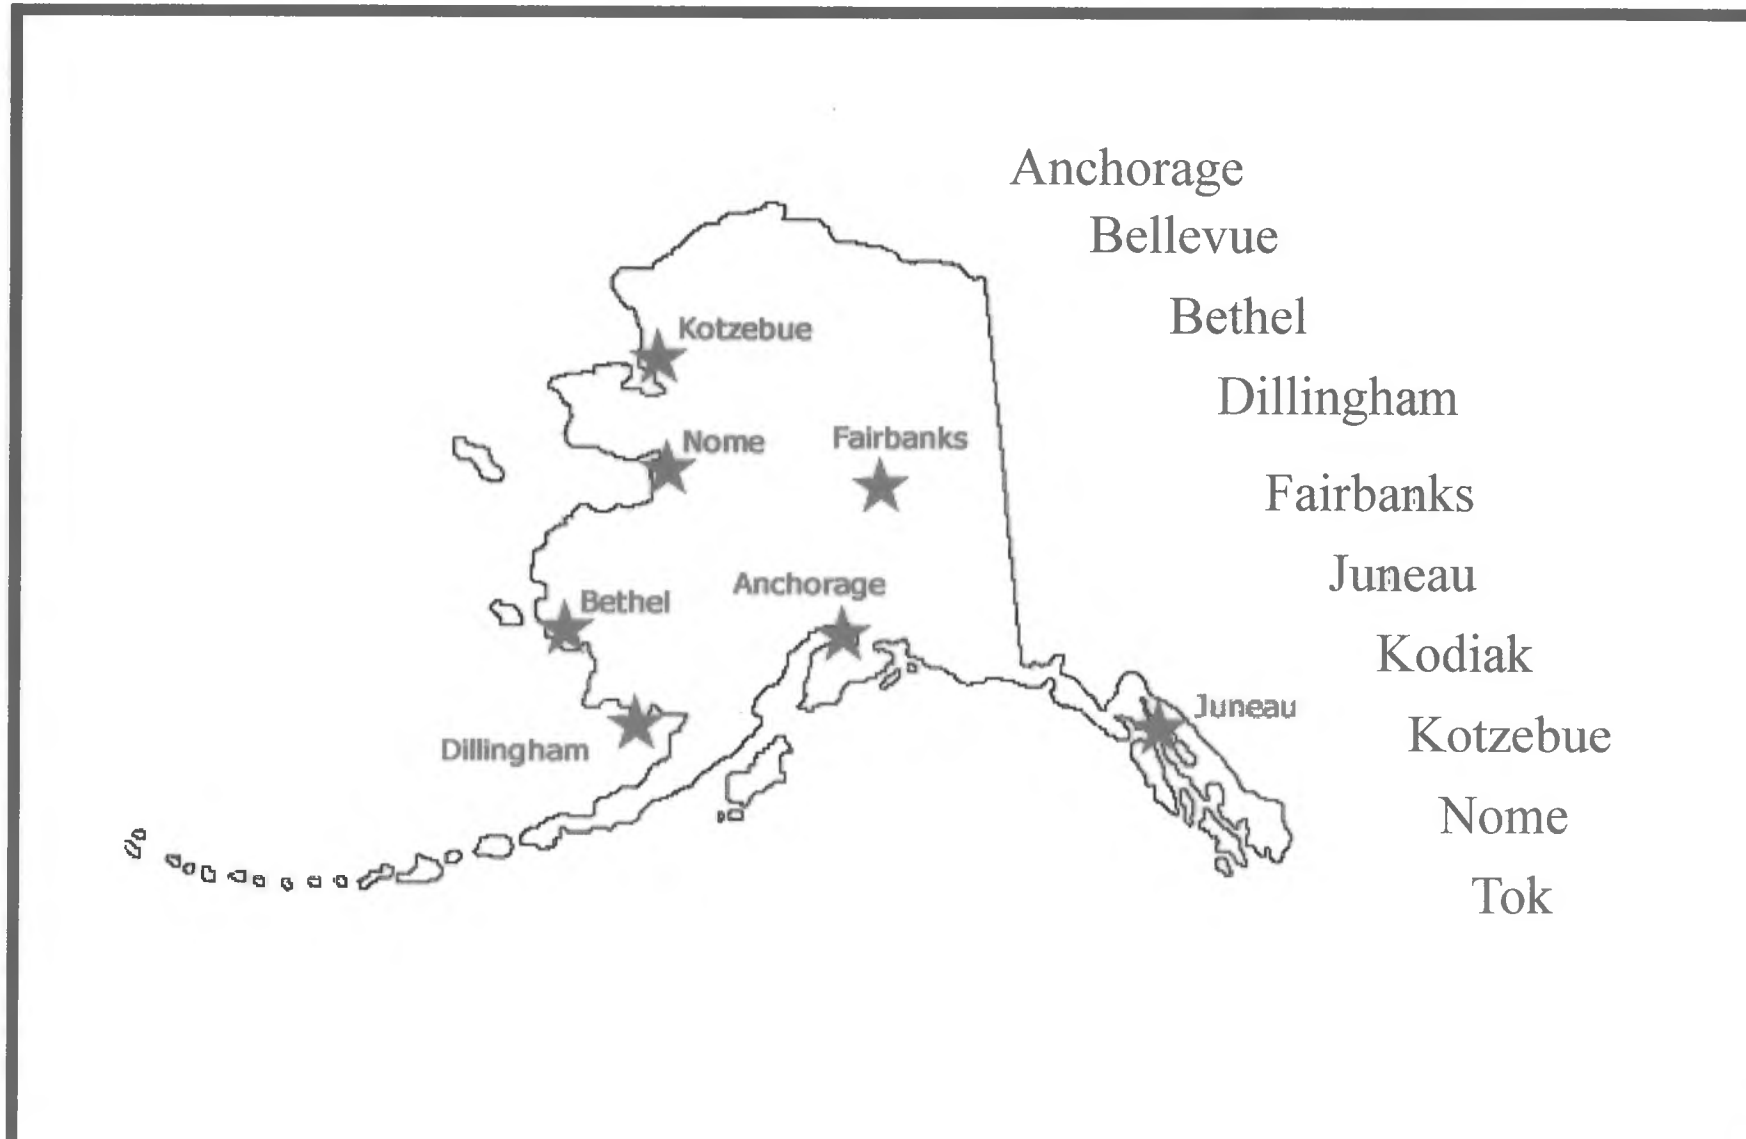 Anchorage
Bellevue
Bethel
Dillingham
Fairbanks
Juneau
Kodiak
Kotzebue
Nome
Tok
Kotzebue
Nome
Fairbanks
Anchorage
Bethel
Dillingham
Juneau